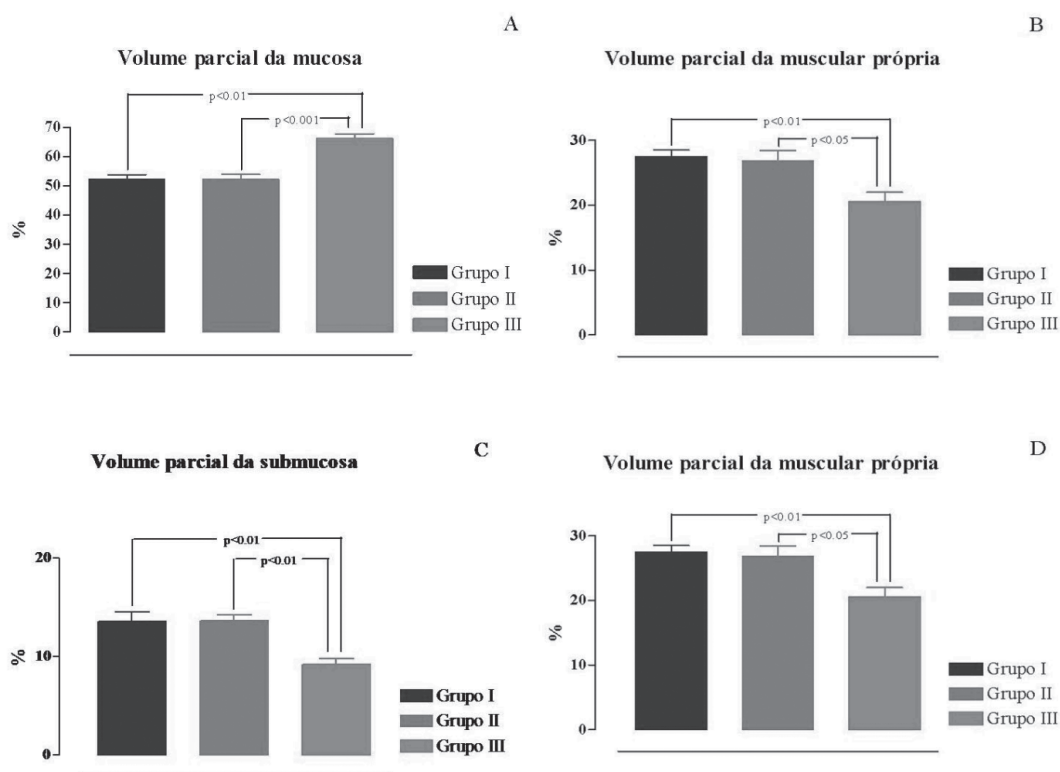 A
Volume parcial da mucosa
p<0.01
p<0.001
70
60
50
40
30
20
10
0
%
Grupo I
Grupo II
Grupo III
B
Volume parcial da muscular própria
p<0.01
p<0.05
30
20
10
0
%
Grupo I
Grupo II
Grupo III
C
Volume parcial da submucosa
p<0.01
p<0.01
20
10
0
%
Grupo I
Grupo II
Grupo III
D
Volume parcial da muscular própria
p<0.01
p<0.05
30
20
10
0
%
Grupo I
Grupo II
Grupo III